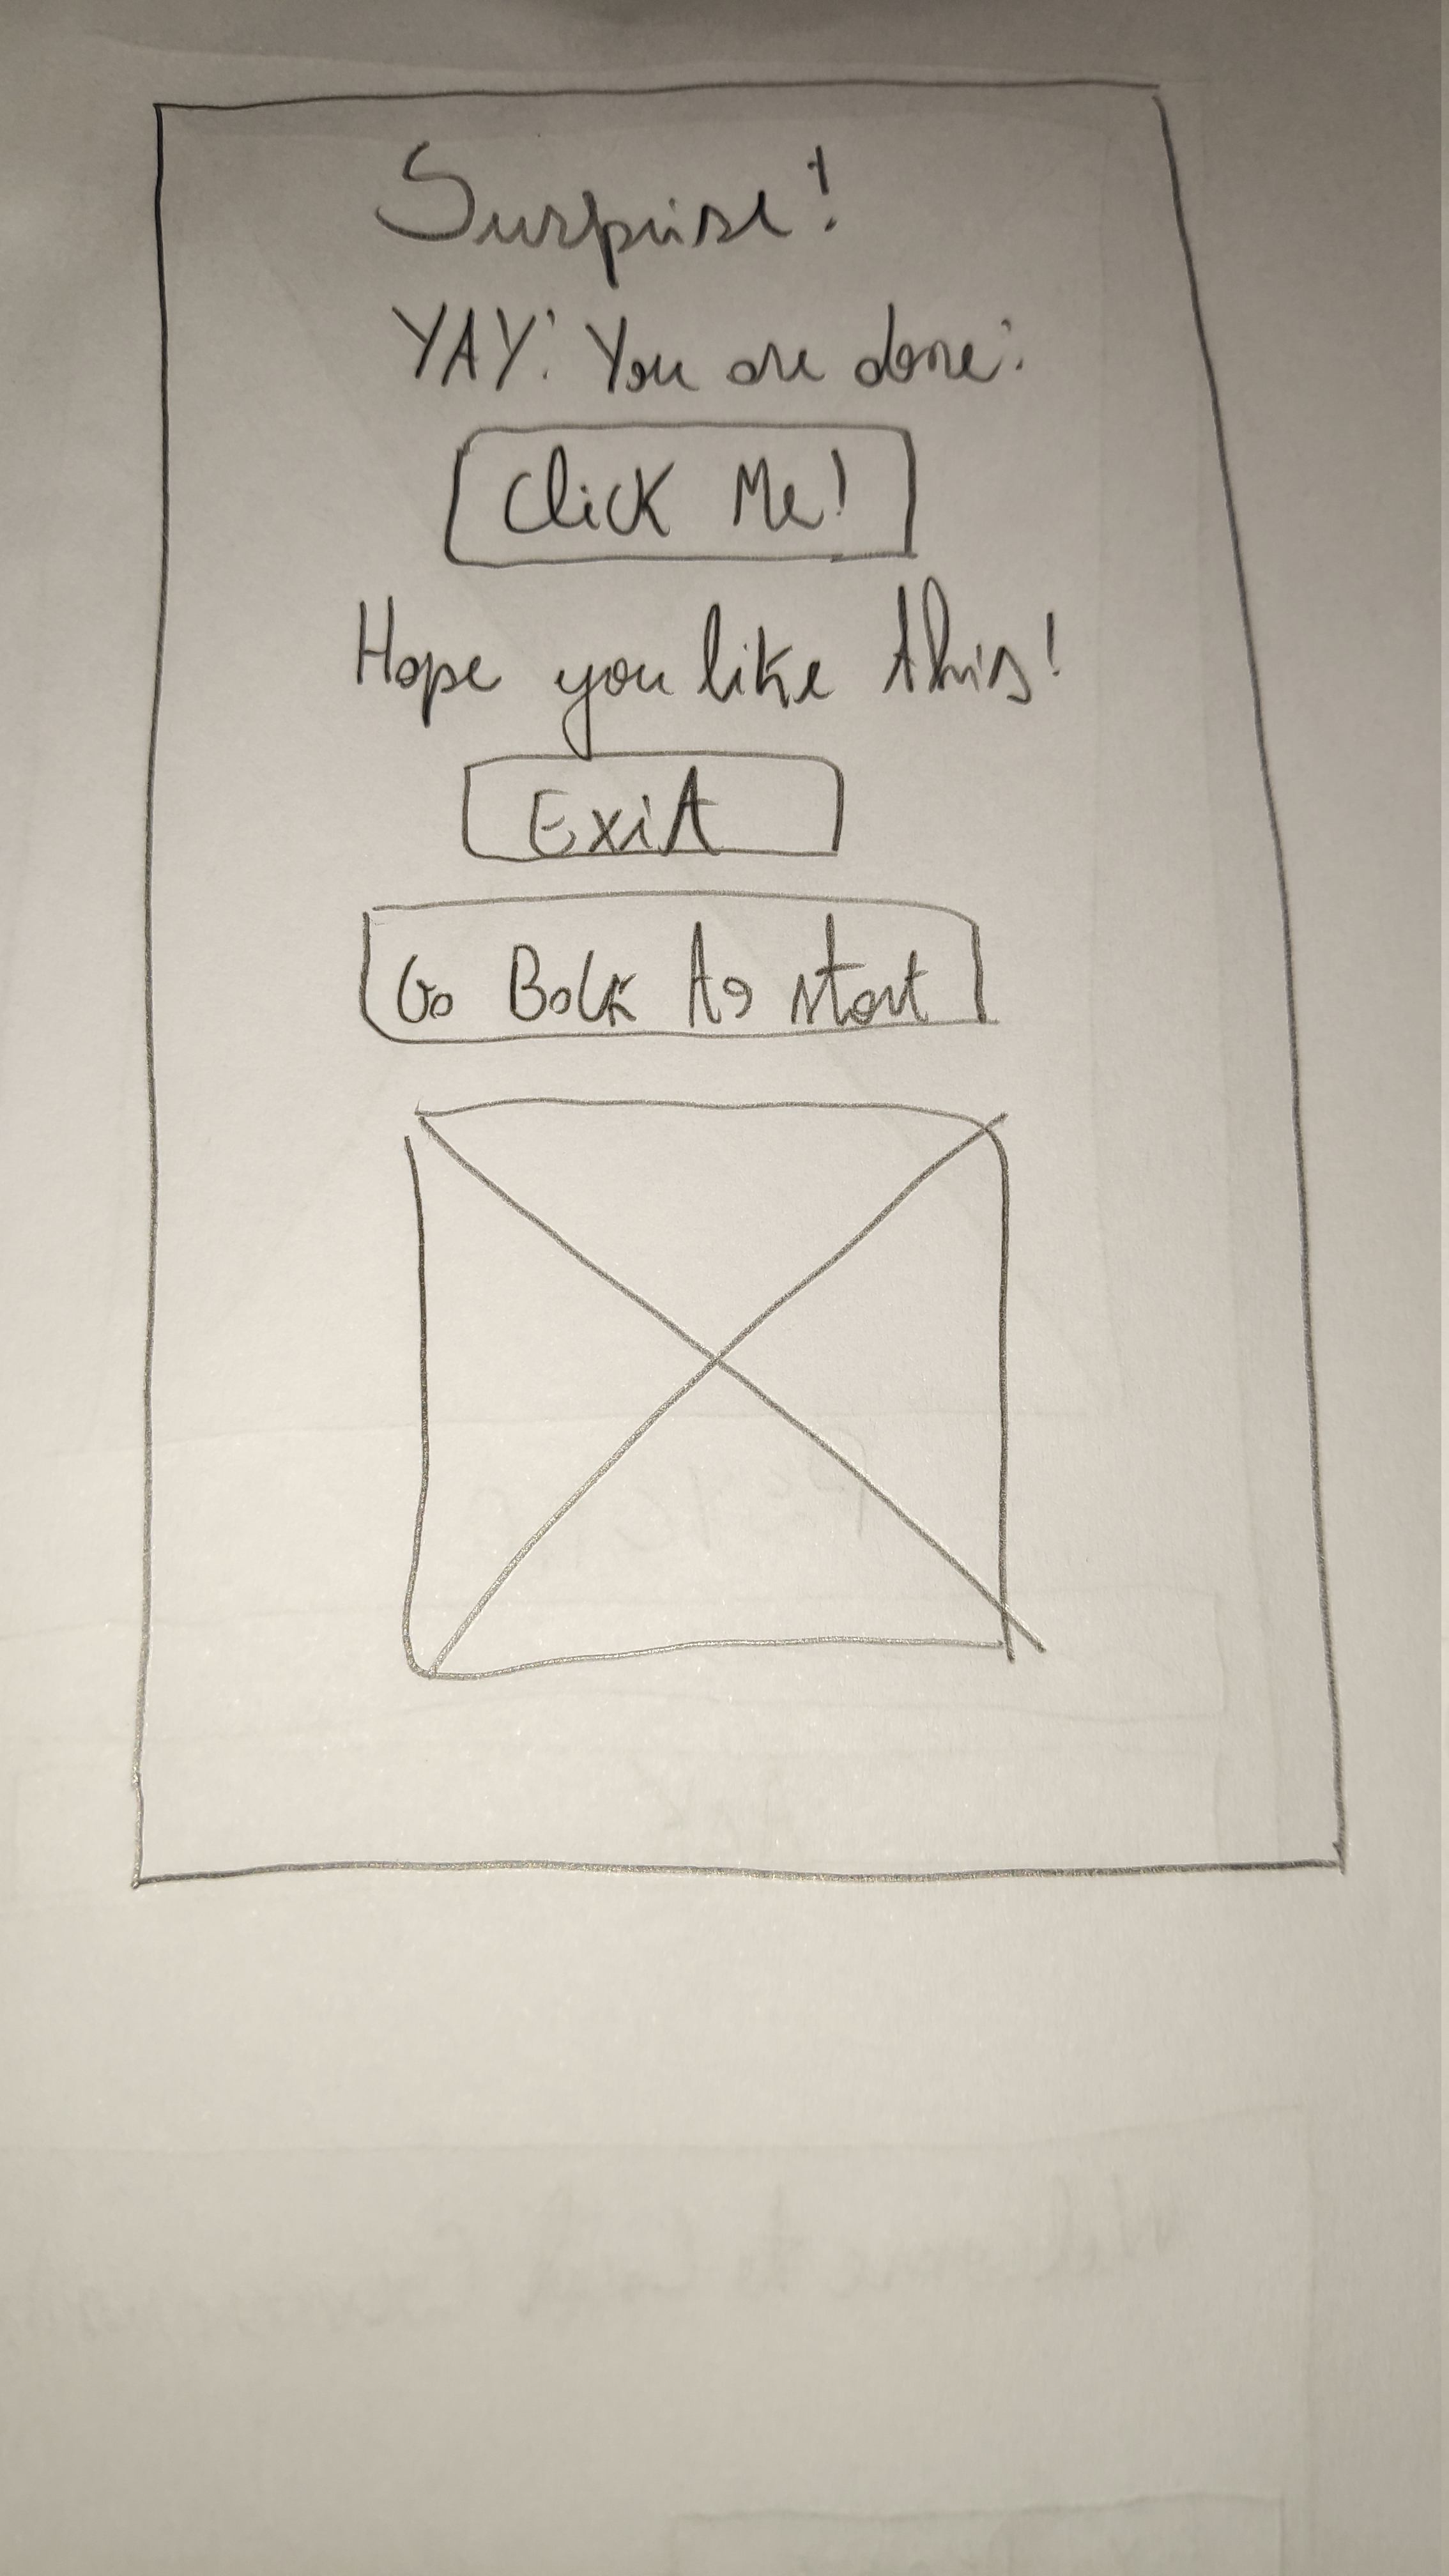 Surprise!
YAY! You are done!
Click Me!
Hope you like this!
Exit
Go Back to start